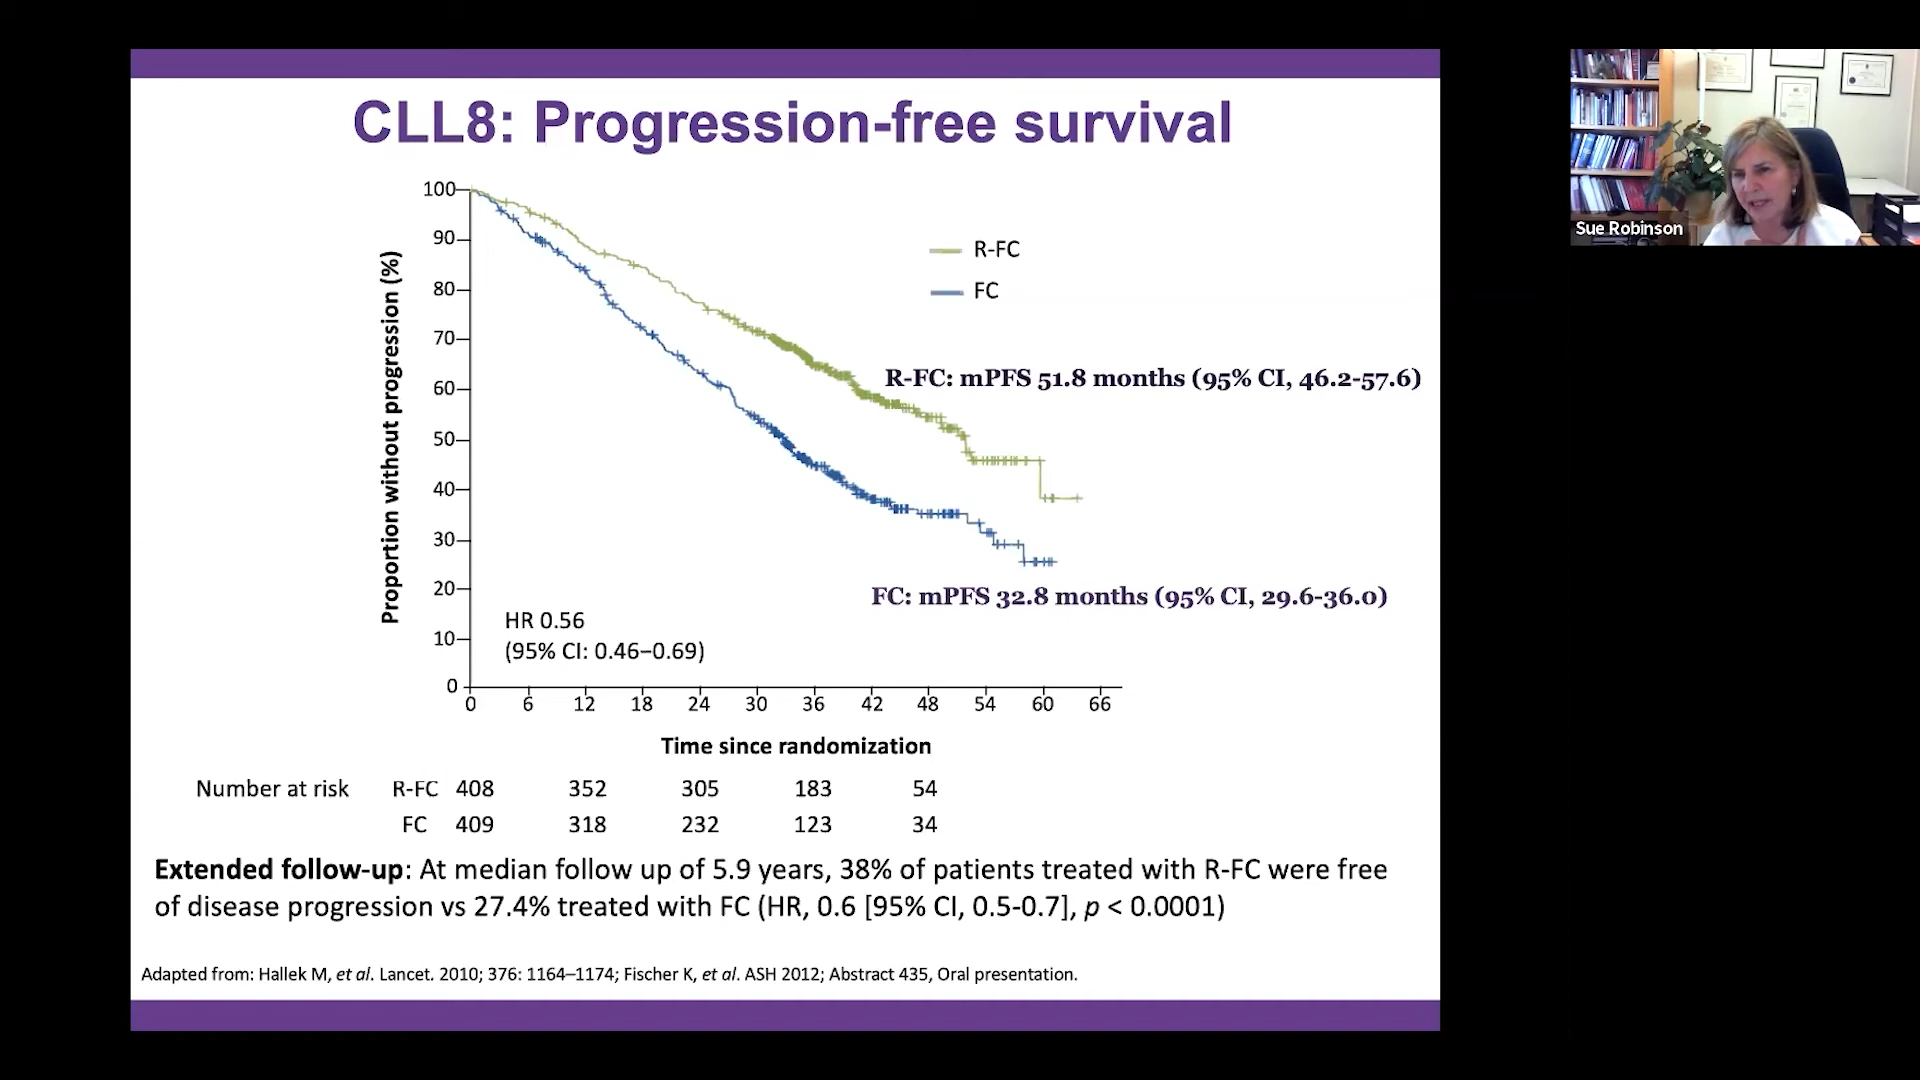 CLL8: Progression-free survival
Proportion without progression (%)
100
90
80
70
60
50
40
30
20
10
0
R-FC
FC
R-FC: mPFS 51.8 months (95% CI, 46.2-57.6)
FC: mPFS 32.8 months (95% CI, 29.6-36.0)
HR 0.56
(95% CI: 0.46–0.69)
0 6 12 18 24 30 36 42 48 54 60 66
Time since randomization
Number at risk R-FC 408 352 305 183 54
FC 409 318 232 123 34
Extended follow-up: At median follow up of 5.9 years, 38% of patients treated with R-FC were free
of disease progression vs 27.4% treated with FC (HR, 0.6 [95% CI, 0.5-0.7], p < 0.0001)
Adapted from: Hallek M, et al. Lancet. 2010; 376: 1164–1174; Fischer K, et al. ASH 2012; Abstract 435, Oral presentation.
Sue Robinson